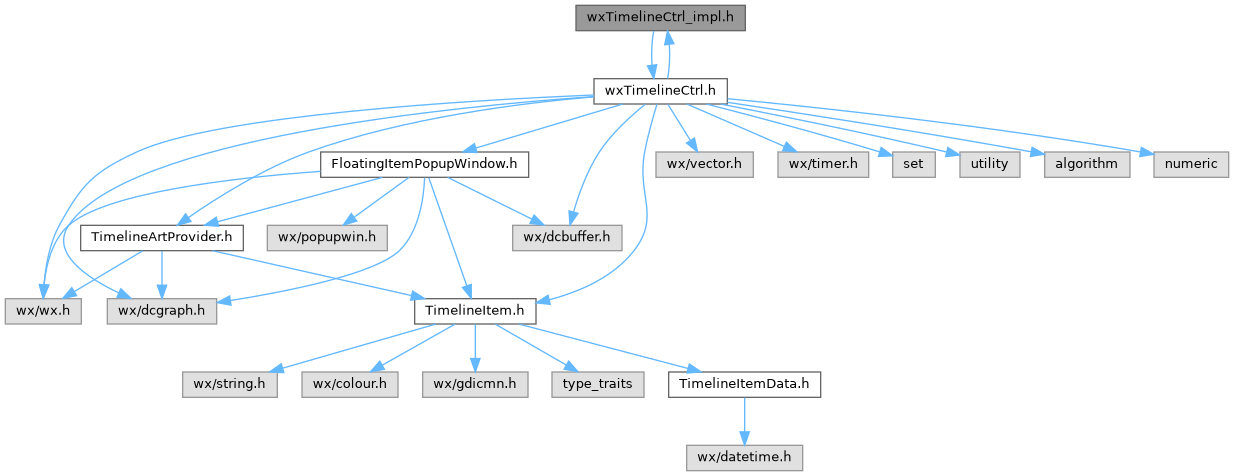 wxTimelineCtrl_impl.h
wxTimelineCtrl.h
FloatingItemPopupWindow.h
wx/vector.h
wx/timer.h
set
utility
algorithm
numeric
TimelineArtProvider.h
wx/popupwin.h
wx/dcbuffer.h
wx/wx.h
wx/dcgraph.h
TimelineItem.h
wx/string.h
wx/colour.h
wx/gdicmn.h
type_traits
TimelineItemData.h
wx/datetime.h